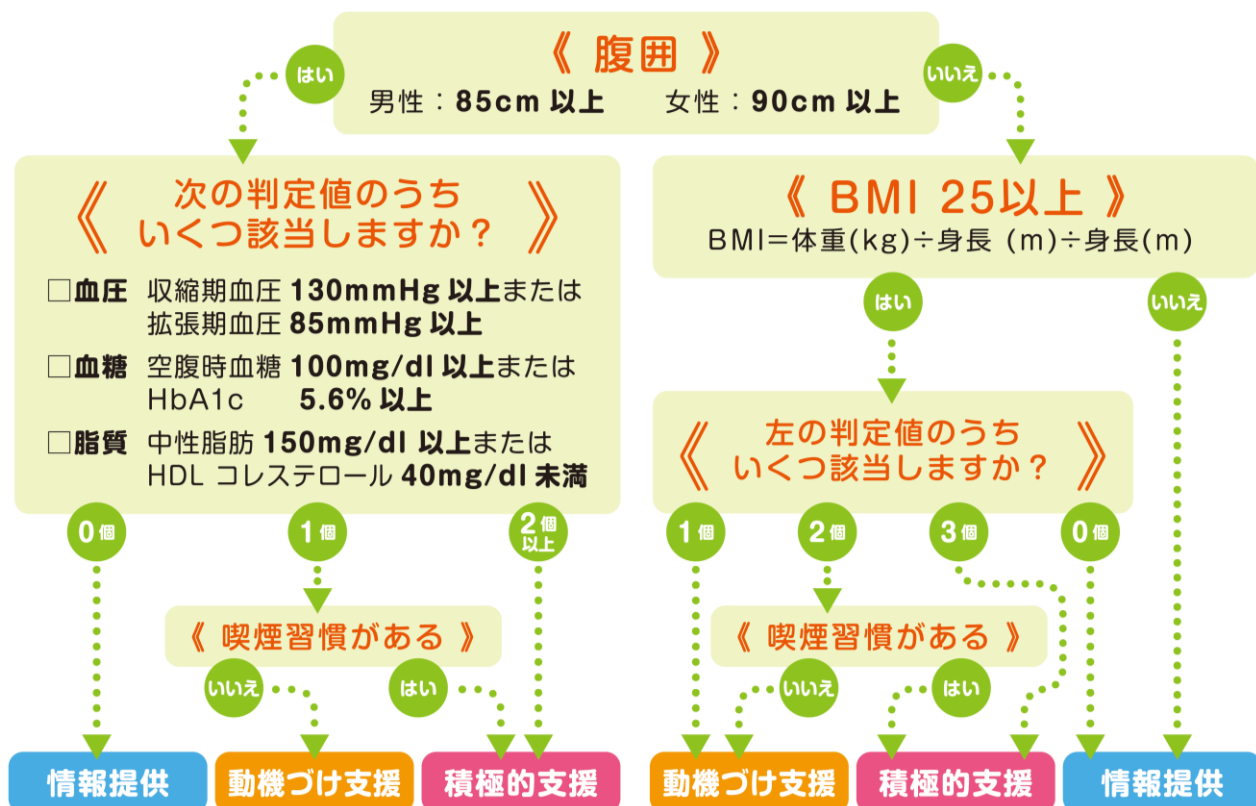 《 腹囲 》
はい
いいえ
男性：85cm 以上　女性：90cm 以上
《 次の判定値のうち
いくつ該当しますか？ 》
□血圧 収縮期血圧 130mmHg 以上または
拡張期血圧 85mmHg 以上
□血糖 空腹時血糖 100mg/dl 以上または
HbA1c 5.6% 以上
□脂質 中性脂肪 150mg/dl 以上または
HDL コレステロール 40mg/dl 未満
0個
1個
2個
以上
《 喫煙習慣がある 》
いいえ
はい
情報提供
動機づけ支援
積極的支援
《 BMI 25以上 》
BMI=体重(kg)÷身長 (m)÷身長(m)
はい
いいえ
《 左の判定値のうち
いくつ該当しますか？ 》
1個
2個
3個
0個
《 喫煙習慣がある 》
いいえ
はい
動機づけ支援
積極的支援
情報提供